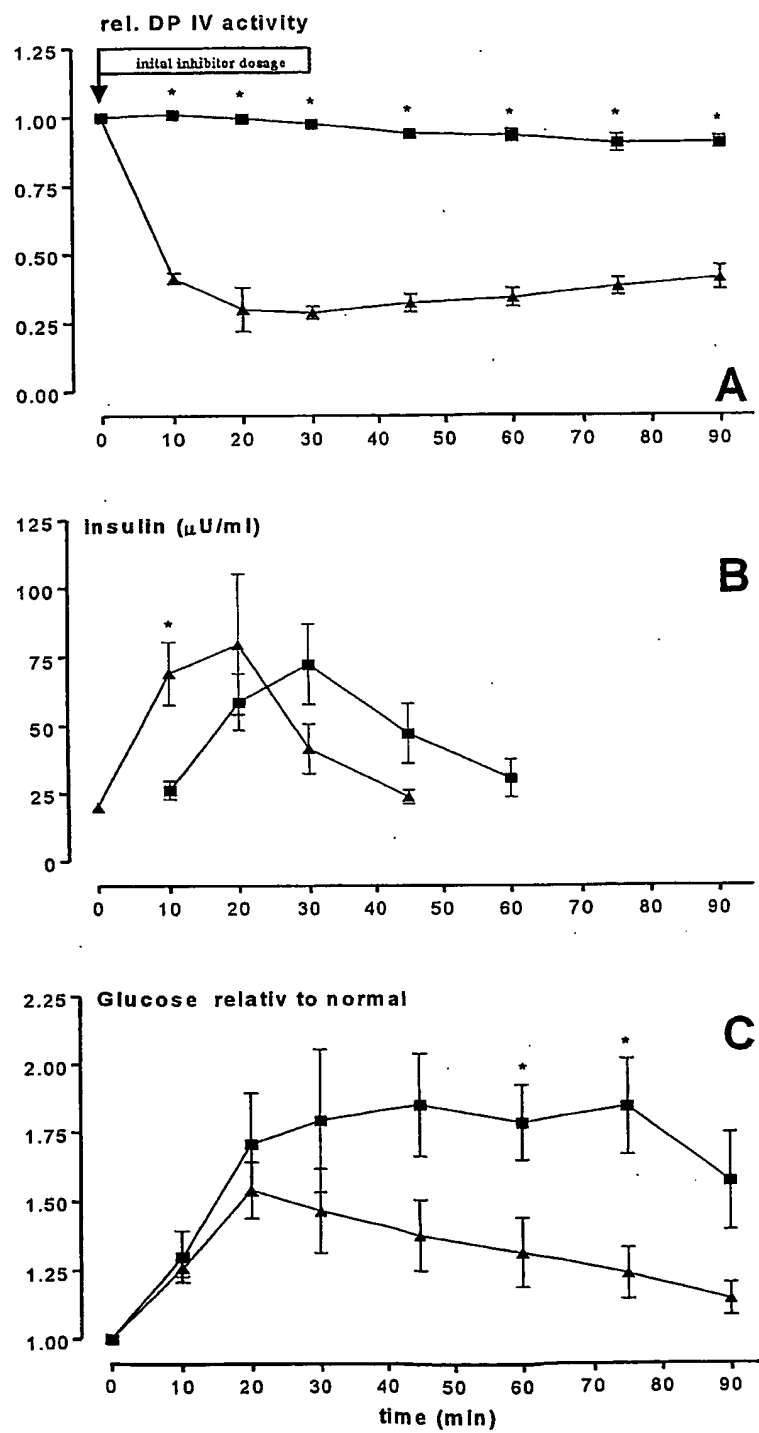 rel. DP IV activity
1.25
inital inhibitor dosage
* * * * * * *
1.00
0.75
0.50
0.25
0.00
A
0 10 20 30 40 50 60 70 80 90
125
insulin (µU/ml)
B
100
*
75
50
25
0
0 10 20 30 40 50 60 70 80 90
2.25
Glucose relativ to normal
C
2.00
* *
1.75
1.50
1.25
1.00
0 10 20 30 40 50 60 70 80 90
time (min)